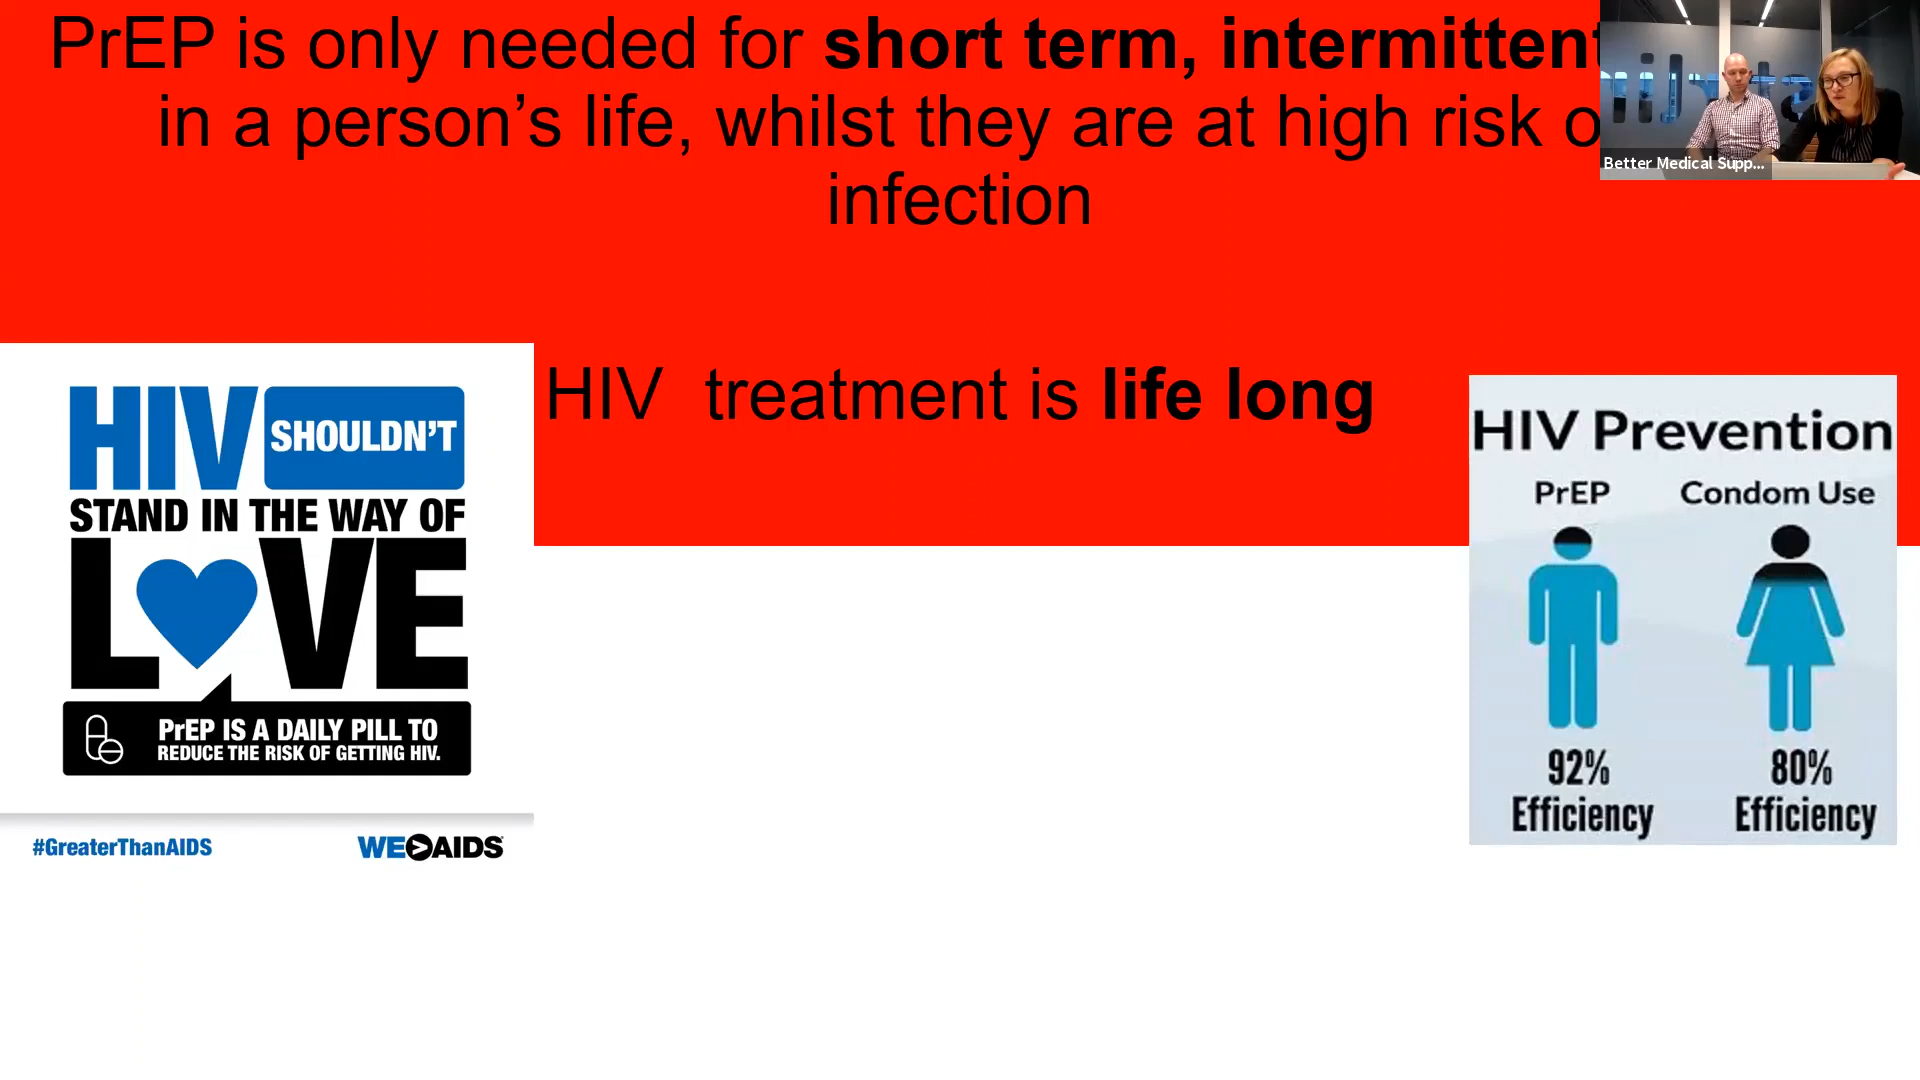 PrEP is only needed for short term, intermittent
in a person’s life, whilst they are at high risk
infection
Better Medical Supp...
HIV treatment is life long
HIV SHOULDN’T
STAND IN THE WAY OF
LOVE
PrEP IS A DAILY PILL TO
REDUCE THE RISK OF GETTING HIV.
#GreaterThanAIDS
WE>AIDS
HIV Prevention
PrEP Condom Use
92% 80%
Efficiency Efficiency